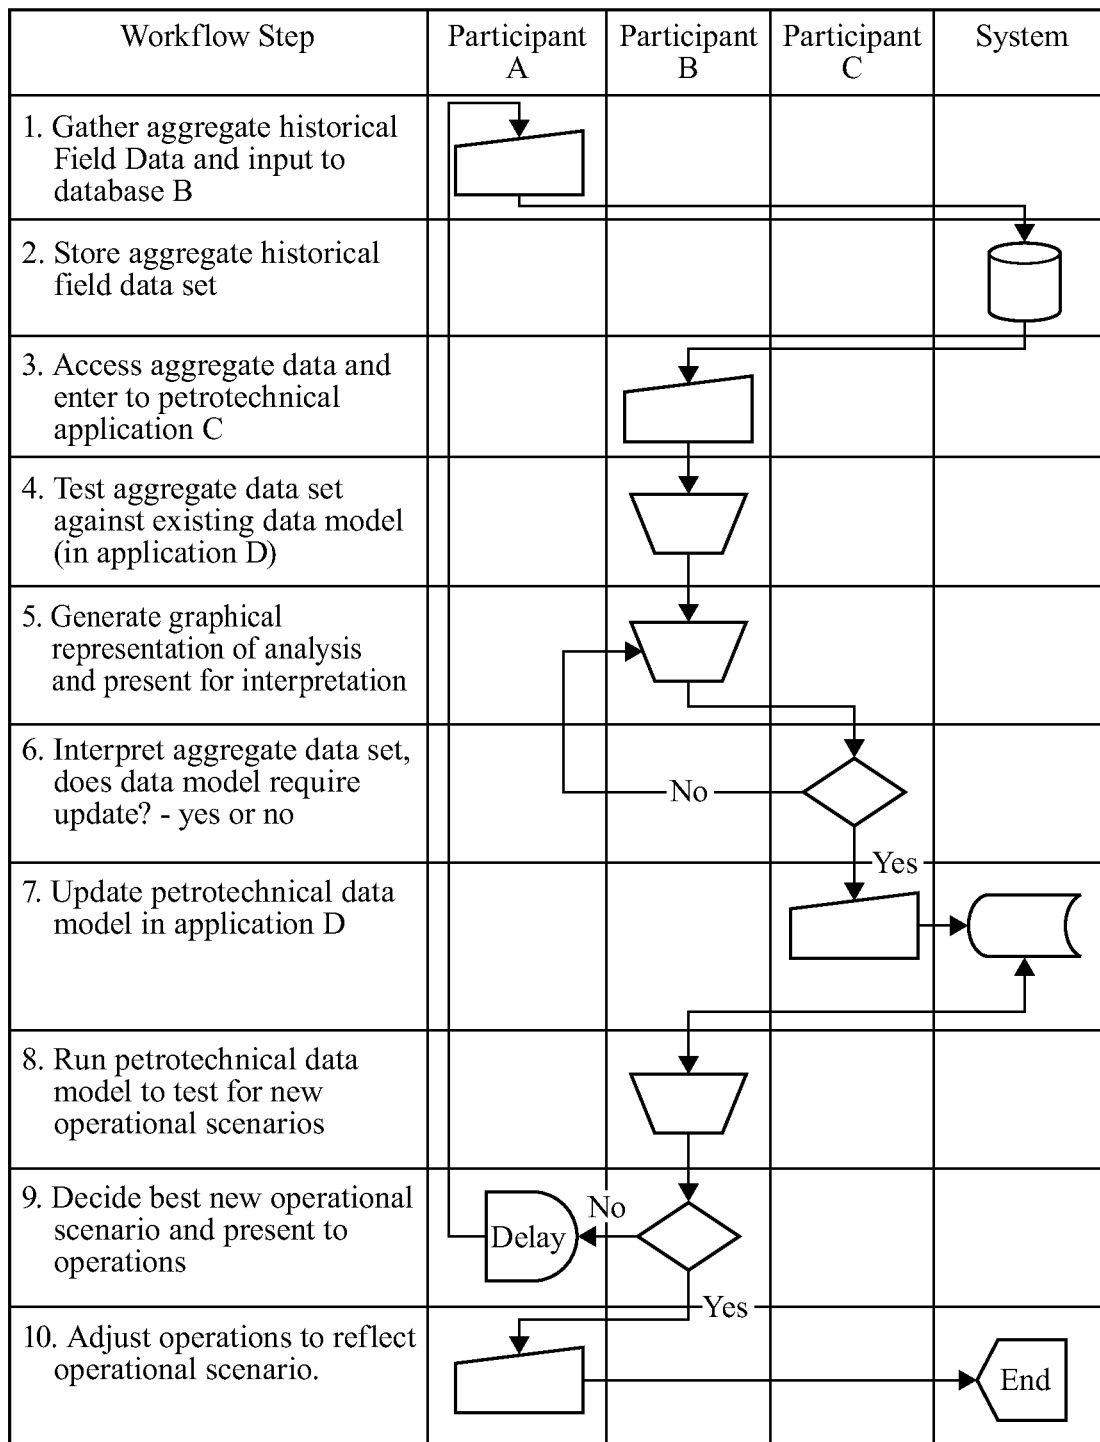 Workflow Step
Participant
A
Participant
B
Participant
C
System
1. Gather aggregate historical
Field Data and input to
database B
2. Store aggregate historical
field data set
3. Access aggregate data and
enter to petrotechnical
application C
4. Test aggregate data set
against existing data model
(in application D)
5. Generate graphical
representation of analysis
and present for interpretation
6. Interpret aggregate data set,
does data model require
update? - yes or no
No
Yes
7. Update petrotechnical data
model in application D
8. Run petrotechnical data
model to test for new
operational scenarios
9. Decide best new operational
scenario and present to
operations
Delay
No
Yes
10. Adjust operations to reflect
operational scenario.
End